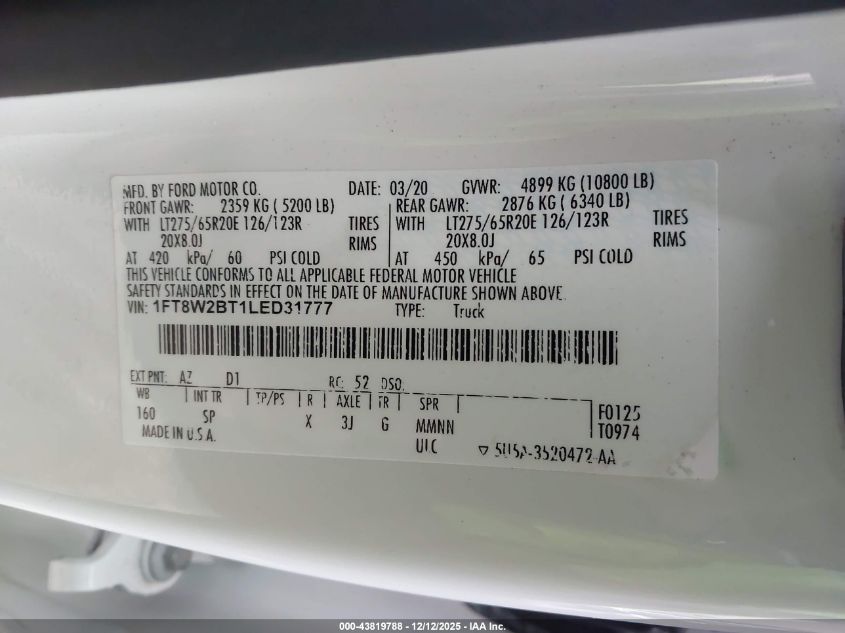 MFD. BY FORD MOTOR CO. DATE: 03/20 GVWR: 4899 KG (10800 LB)
FRONT GAWR: 2359 KG ( 5200 LB) REAR GAWR: 2876 KG ( 6340 LB)
WITH LT275/65R20E 126/123R TIRES WITH LT275/65R20E 126/123R TIRES
20X8.0J RIMS 20X8.0J RIMS
AT 420 kPa/ 60 PSI COLD AT 450 kPa/ 65 PSI COLD
THIS VEHICLE CONFORMS TO ALL APPLICABLE FEDERAL MOTOR VEHICLE
SAFETY STANDARDS IN EFFECT ON THE DATE OF MANUFACTURE SHOWN ABOVE.
VIN: 1FT8W2BT1LED31777 TYPE: Truck
EXT PNT: AZ D1 RC: 52 DSO:
WB INT TR TP/PS R AXLE TR SPR F0125
160 SP X 3J G MMNN T0974
MADE IN U.S.A. UIC
000-43819788 - 12/12/2025 - IAA Inc.